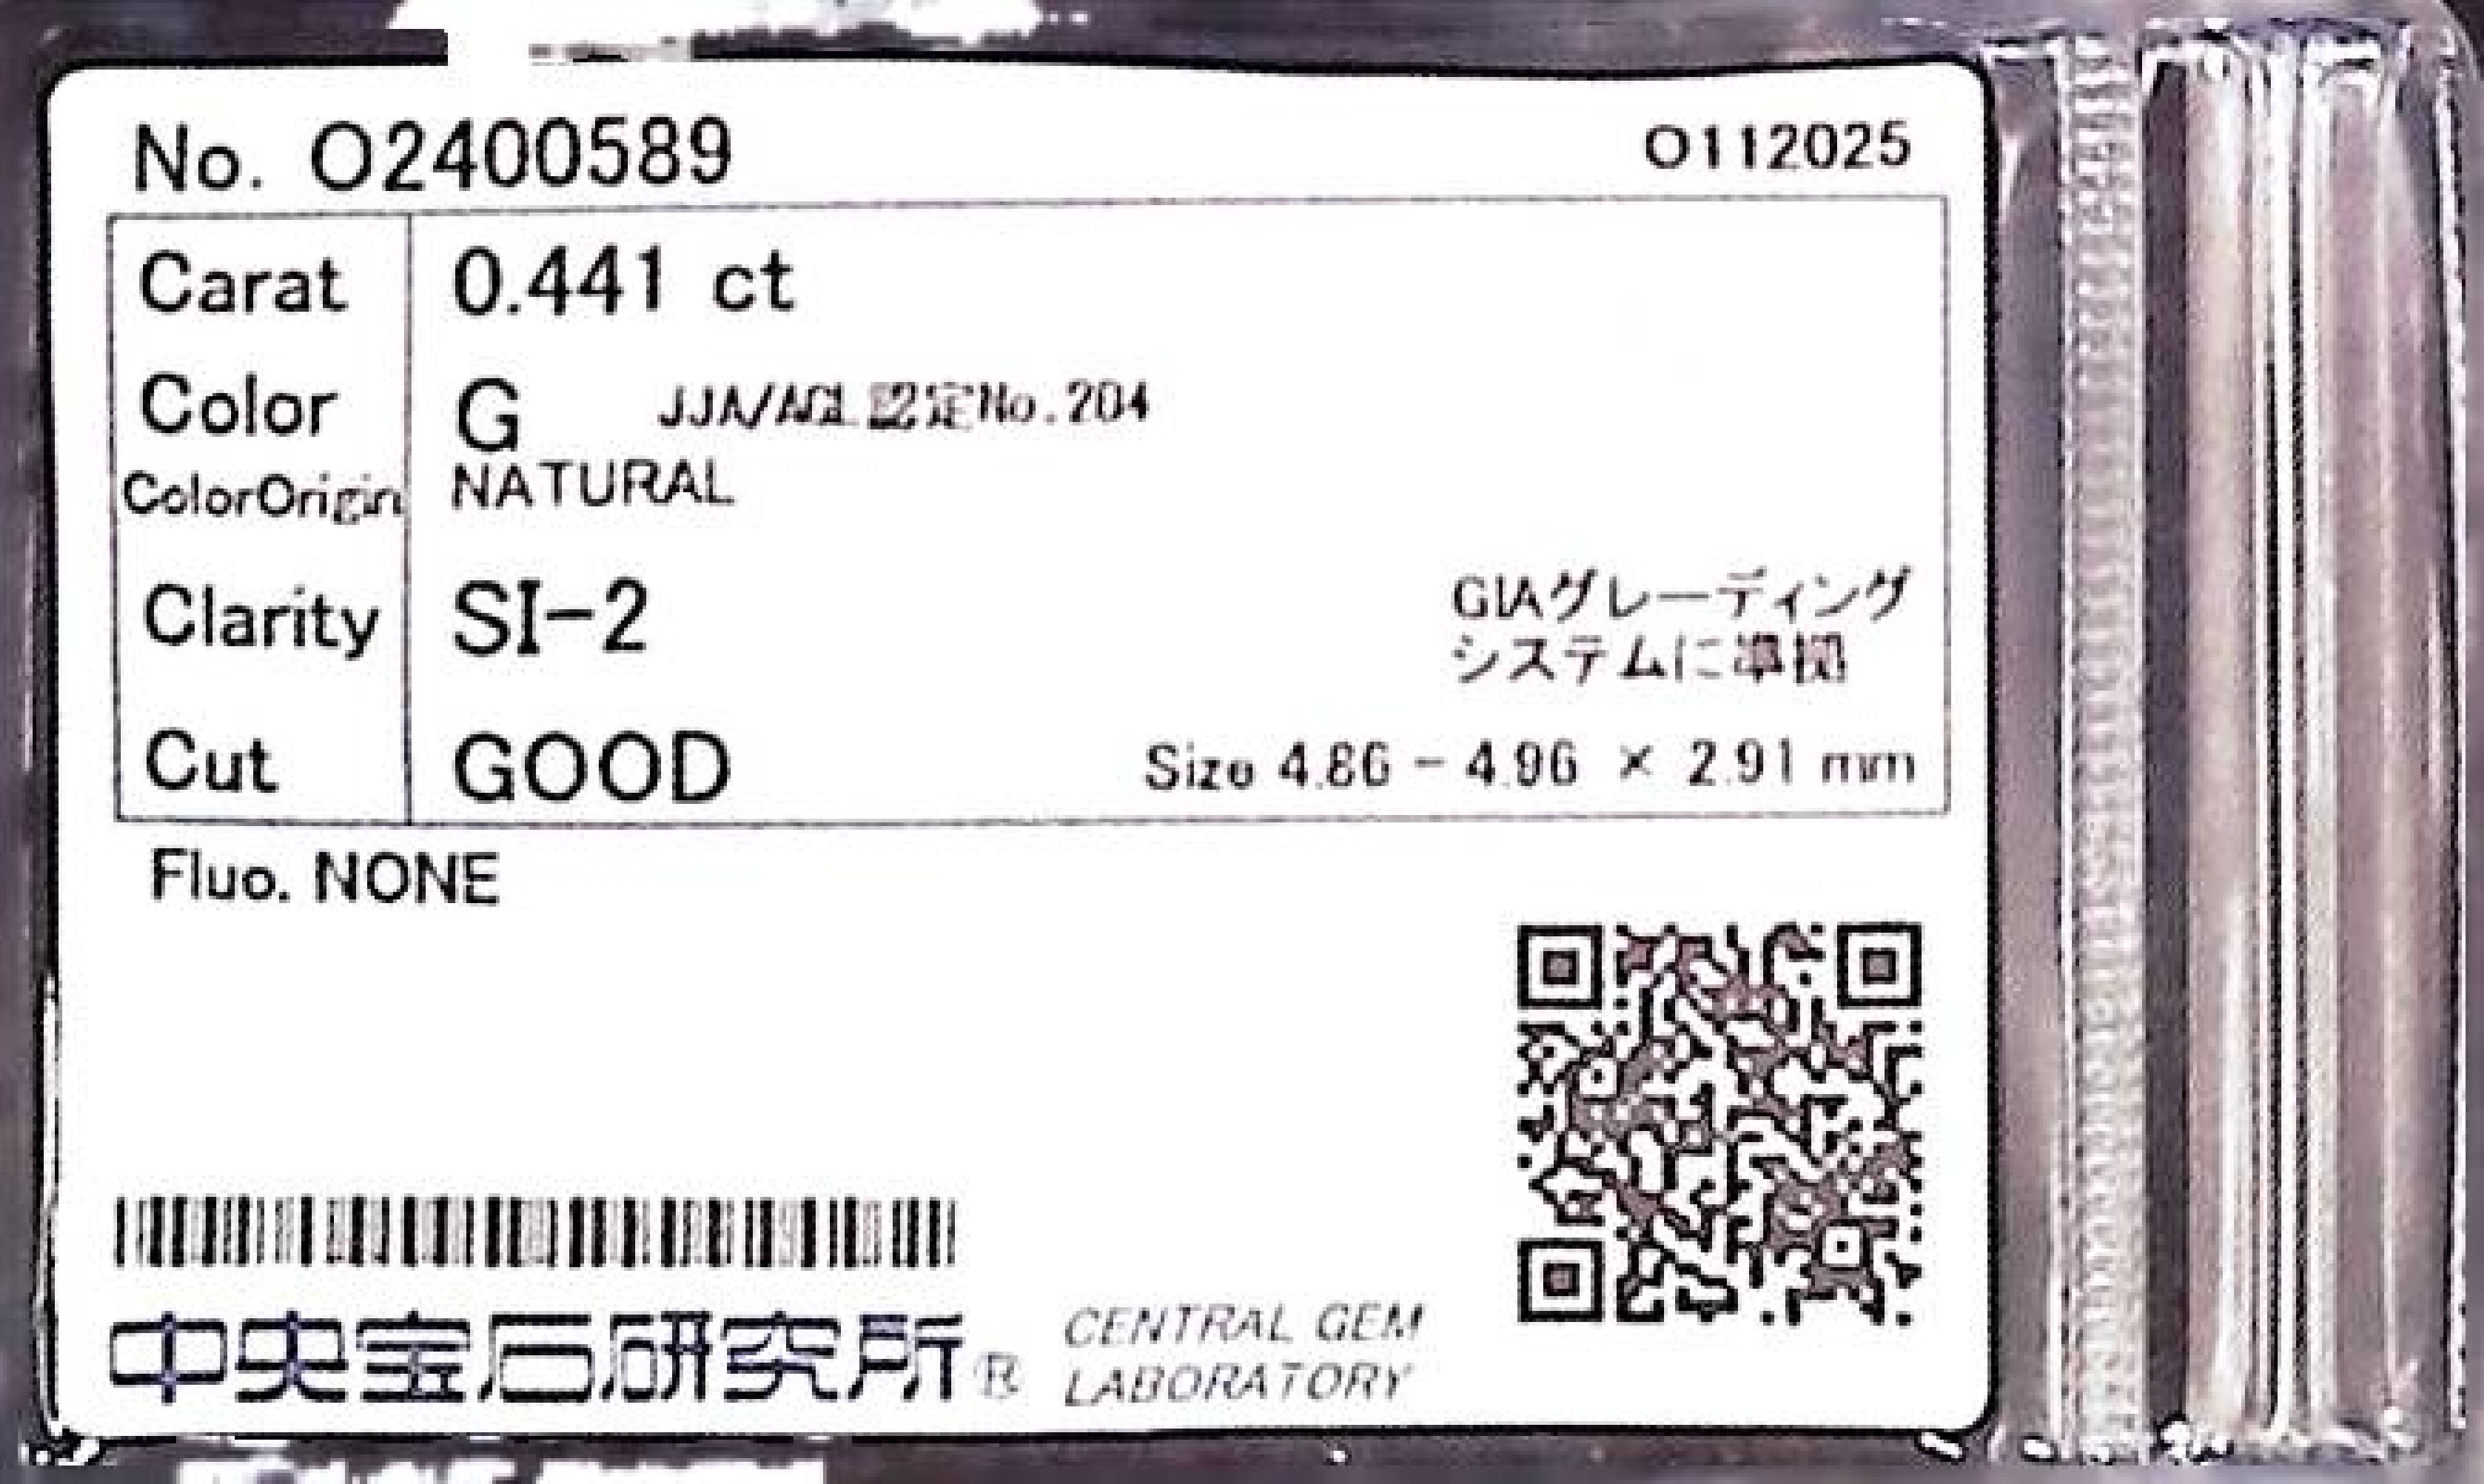 No. O2400589
O112025
Carat 0.441 ct
Color G JJA/AGL認定No.204
ColorOrigin NATURAL
Clarity SI-2
GIAグレーディング
システムに準拠
Cut GOOD
Size 4.86 - 4.96 × 2.91 mm
Fluo. NONE
中央宝石研究所®
CENTRAL GEM
LABORATORY